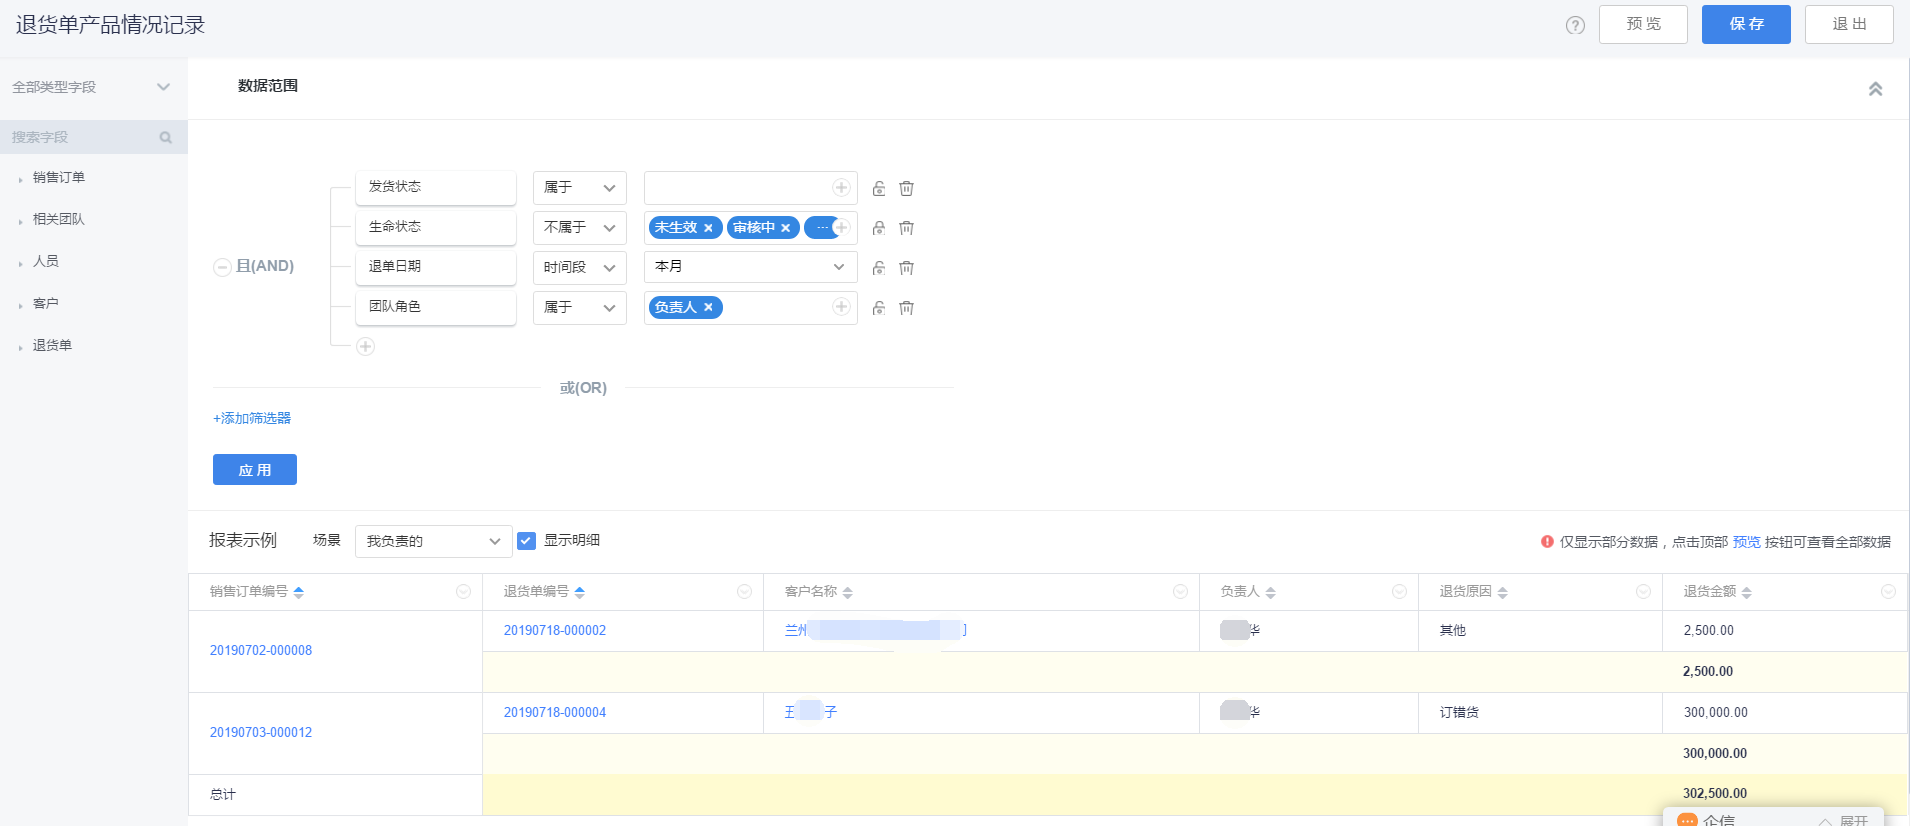 退货单产品情况记录
? 预 览 保 存 退 出
全部类型字段
数据范围
搜索字段
销售订单
相关团队
人员
客户
退货单
且(AND)
发货状态 属于
生命状态 不属于 未生效 × 审核中 × ...
退单日期 时间段 本月
团队角色 属于 负责人 ×
或(OR)
+添加筛选器
应 用
报表示例 场景 我负责的 显示明细 仅显示部分数据，点击顶部 预览 按钮可查看全部数据
销售订单编号 退货单编号 客户名称 负责人 退货原因 退货金额
20190702-000008 20190718-000002 兰州 华 其他 2,500.00
2,500.00
20190703-000012 20190718-000004 子 华 订错货 300,000.00
300,000.00
总计 302,500.00
企信 展开